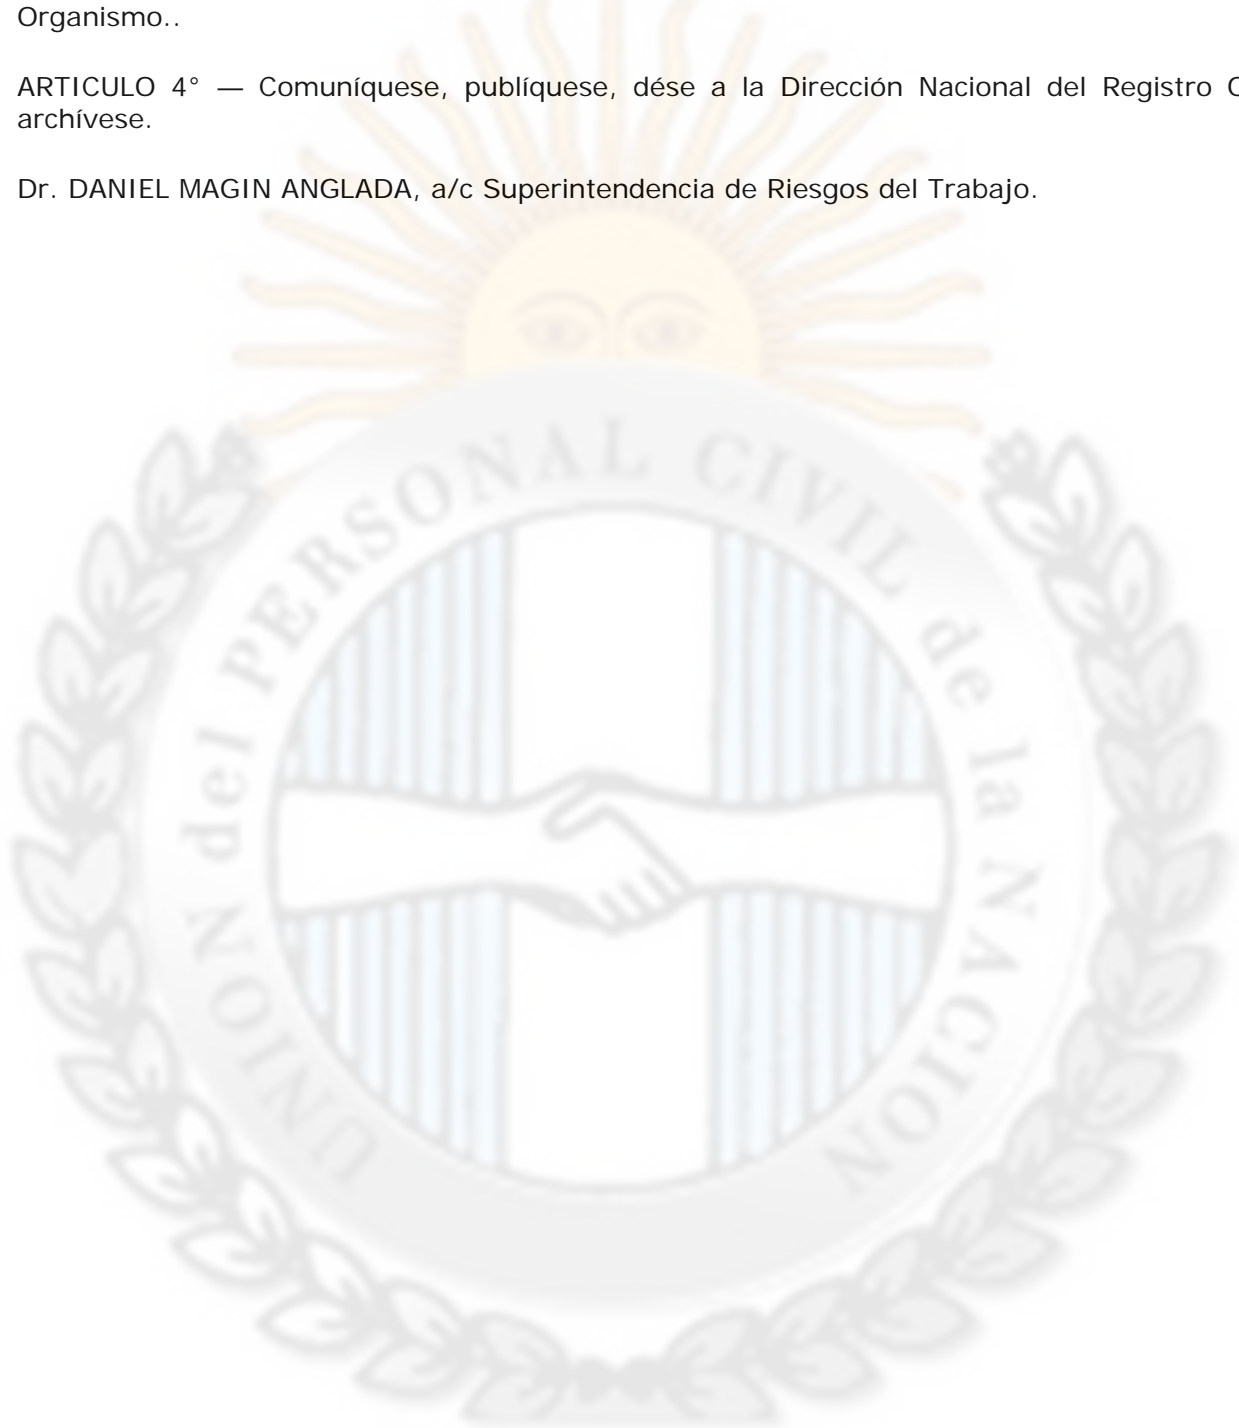 Organismo..
ARTICULO 4° — Comuníquese, publíquese, dése a la Dirección Nacional del Registro
archívese.
Dr. DANIEL MAGIN ANGLADA, a/c Superintendencia de Riesgos del Trabajo.
UNION del PERSONAL CIVIL de la NACION